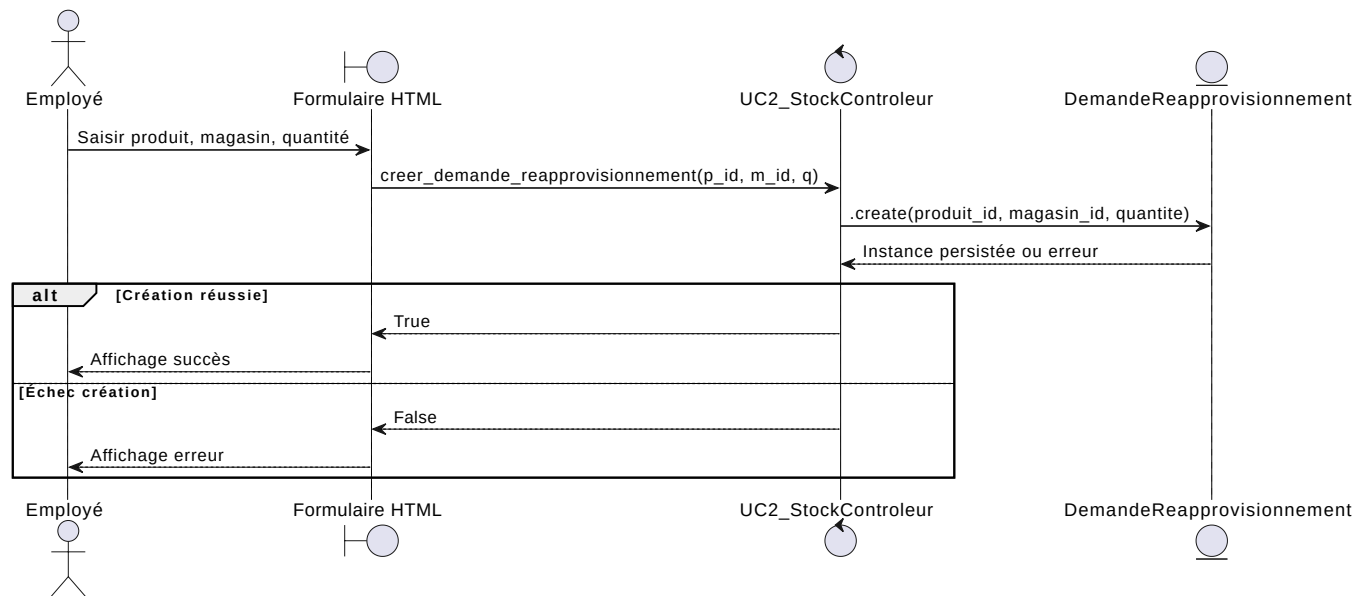 Employé
Formulaire HTML
UC2_StockControleur
DemandeReapprovisionnement
Saisir produit, magasin, quantité
creer_demande_reapprovisionnement(p_id, m_id, q)
.create(produit_id, magasin_id, quantite)
Instance persistée ou erreur
alt [Création réussie]
True
Affichage succès
[Échec création]
False
Affichage erreur
Employé
Formulaire HTML
UC2_StockControleur
DemandeReapprovisionnement